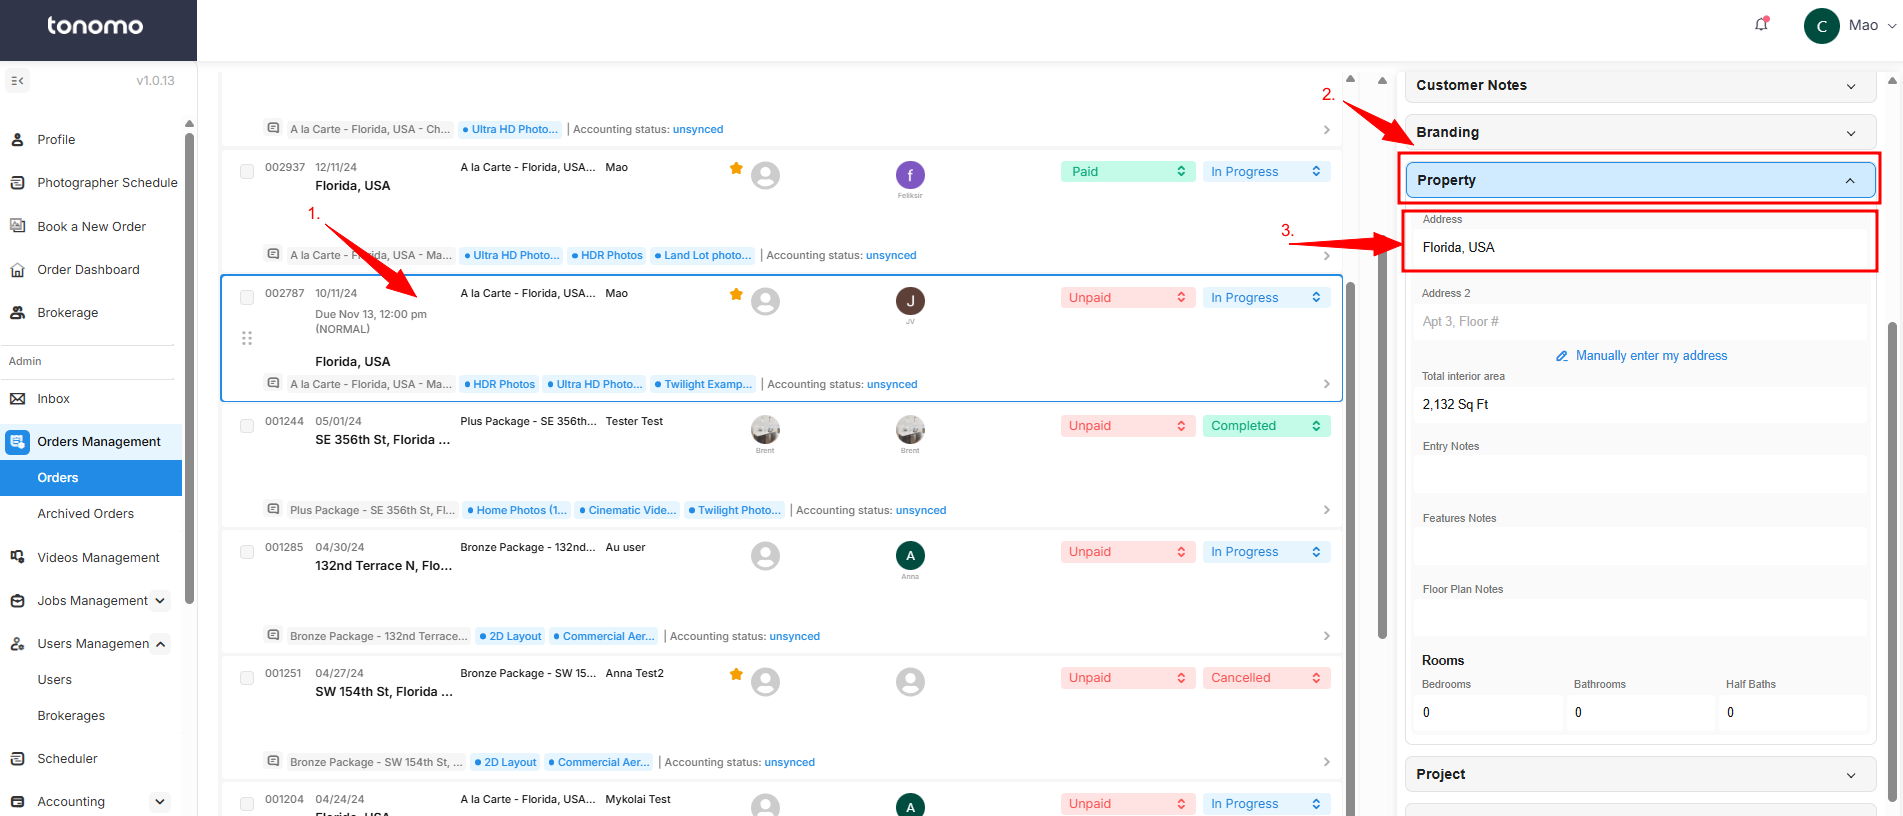 tonomo
Mao
C
v1.0.13
Profile
Photographer Schedule
Book a New Order
Order Dashboard
Brokerage
Admin
Inbox
Orders Management
Orders
Archived Orders
Videos Management
Jobs Management
Users Managemen
Users
Brokerages
Scheduler
Accounting
A la Carte - Florida, USA - Ch... Ultra HD Photo... | Accounting status: unsynced
002937 12/11/24 A la Carte - Florida, USA... Mao f Paid In Progress
Florida, USA Feliksir
1.
A la Carte - Florida, USA - Ma... Ultra HD Photo... HDR Photos Land Lot photo... | Accounting status: unsynced
002787 10/11/24 A la Carte - Florida, USA... Mao J Unpaid In Progress
Due Nov 13, 12:00 pm JV
(NORMAL)
Florida, USA
A la Carte - Florida, USA - Ma... HDR Photos Ultra HD Photo... Twilight Examp... | Accounting status: unsynced
001244 05/01/24 Plus Package - SE 356th... Tester Test Unpaid Completed
SE 356th St, Florida ... Brent Brent
Plus Package - SE 356th St, Fl... Home Photos (1... Cinematic Vide... Twilight Photo... | Accounting status: unsynced
001285 04/30/24 Bronze Package - 132nd... Au user A Unpaid In Progress
132nd Terrace N, Flo... Anna
Bronze Package - 132nd Terrace... 2D Layout Commercial Aer... | Accounting status: unsynced
001251 04/27/24 Bronze Package - SW 15... Anna Test2 Unpaid Cancelled
SW 154th St, Florida ...
Bronze Package - SW 154th St, ... 2D Layout Commercial Aer... | Accounting status: unsynced
001204 04/24/24 A la Carte - Florida, USA... Mykolai Test A Unpaid In Progress
Florida, USA
Customer Notes
2.
Branding
Property
Address
3.
Florida, USA
Address 2
Apt 3, Floor #
Manually enter my address
Total interior area
2,132 Sq Ft
Entry Notes
Features Notes
Floor Plan Notes
Rooms
Bedrooms Bathrooms Half Baths
0 0 0
Project